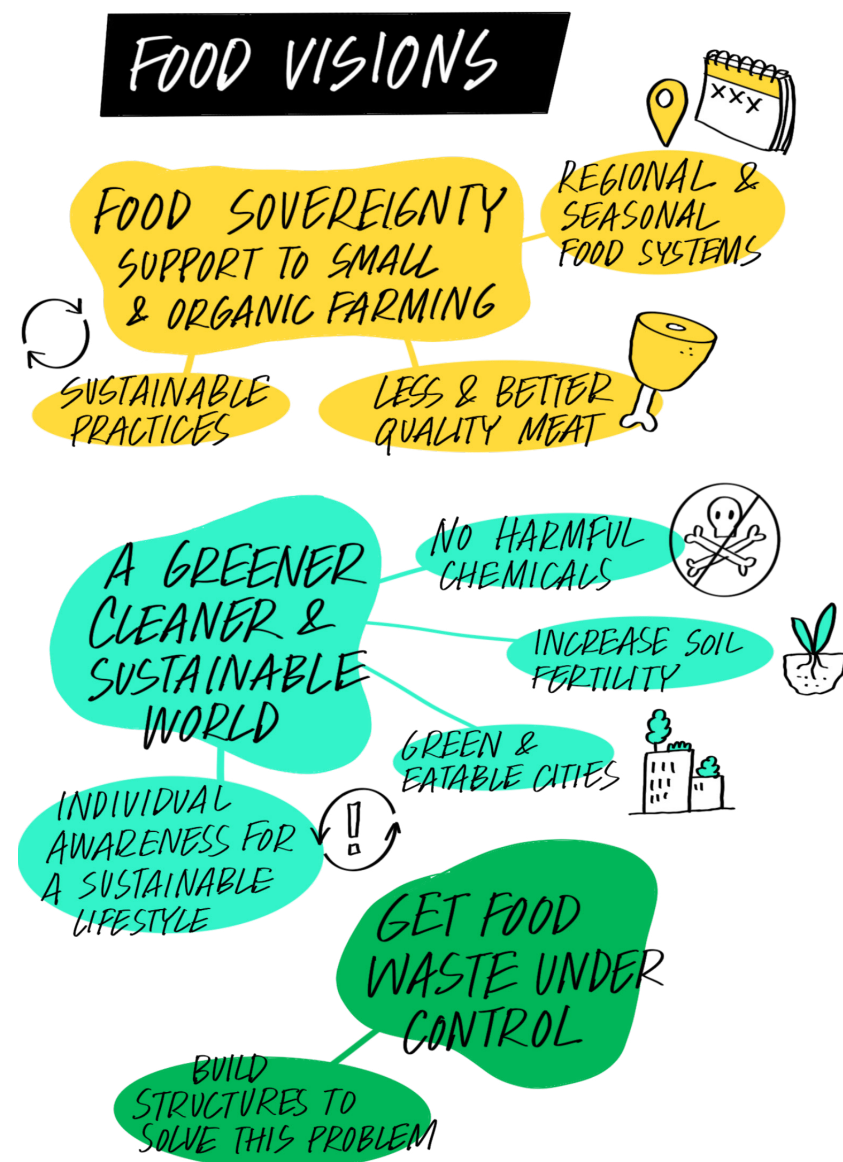 FOOD VISIONS
XXX
REGIONAL &
SEASONAL
FOOD SYSTEMS
FOOD SOVEREIGNTY
SUPPORT TO SMALL
& ORGANIC FARMING
SUSTAINABLE
PRACTICES
LESS & BETTER
QUALITY MEAT
A GREENER
CLEANER &
SUSTAINABLE
WORLD
NO HARMFUL
CHEMICALS
INCREASE SOIL
FERTILITY
GREEN &
EATABLE CITIES
INDIVIDUAL
AWARENESS FOR
A SUSTAINABLE
LIFESTYLE
!
GET FOOD
WASTE UNDER
CONTROL
BUILD
STRUCTURES TO
SOLVE THIS PROBLEM